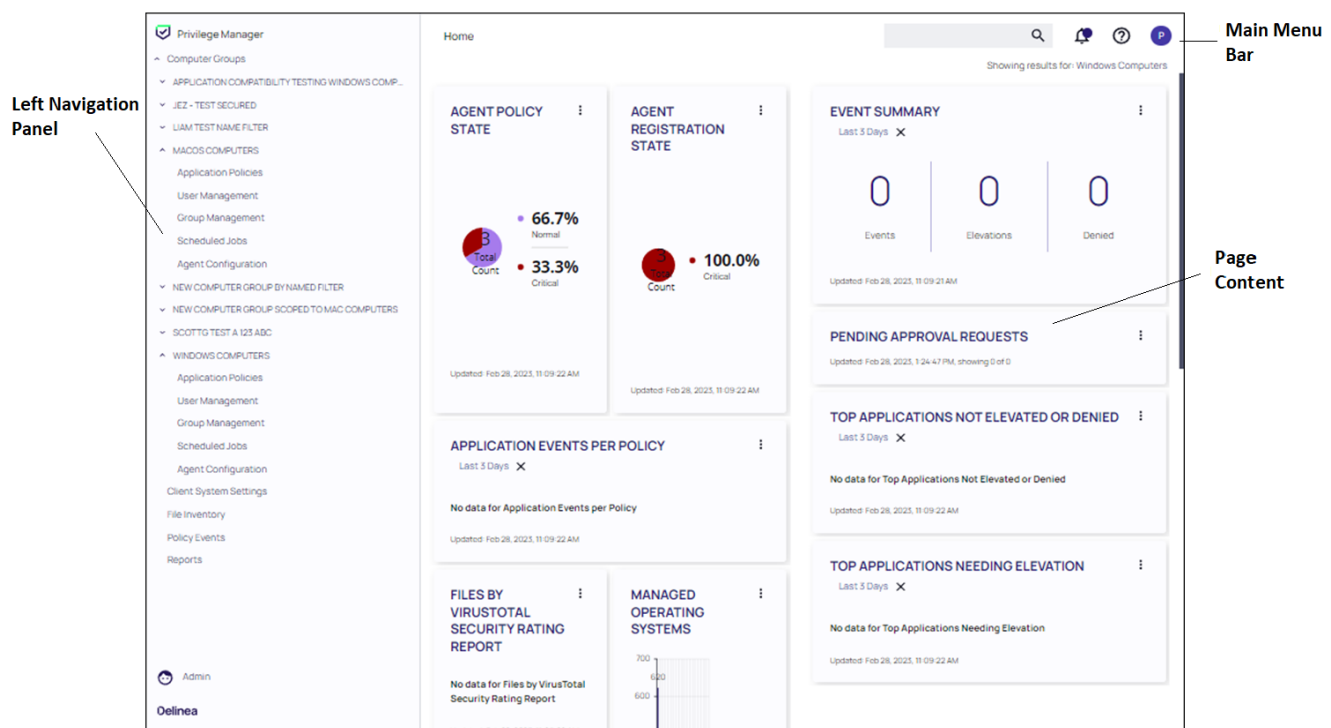 Main Menu
Bar
Left Navigation
Panel
Page
Content
Privilege Manager
Computer Groups
APPLICATION COMPATIBILITY TESTING WINDOWS COMP...
JEZ - TEST SECURED
LIAM TEST NAME FILTER
MACOS COMPUTERS
Application Policies
User Management
Group Management
Scheduled Jobs
Agent Configuration
NEW COMPUTER GROUP BY NAMED FILTER
NEW COMPUTER GROUP SCOPED TO MAC COMPUTERS
SCOTTG TEST A 123 ABC
WINDOWS COMPUTERS
Application Policies
User Management
Group Management
Scheduled Jobs
Agent Configuration
Client System Settings
File Inventory
Policy Events
Reports
Admin
Delinea
Home
P
Showing results for: Windows Computers
AGENT POLICY
STATE
3
Total
Count
66.7%
Normal
33.3%
Critical
Updated: Feb 28, 2023, 11:09:22 AM
AGENT
REGISTRATION
STATE
3
Total
Count
100.0%
Critical
Updated: Feb 28, 2023, 11:09:22 AM
EVENT SUMMARY
Last 3 Days
0 0 0
Events Elevations Denied
Updated: Feb 28, 2023, 11:09:21 AM
PENDING APPROVAL REQUESTS
Updated: Feb 28, 2023, 1:24:47 PM, showing 0 of 0
APPLICATION EVENTS PER POLICY
Last 3 Days
No data for Application Events per Policy
Updated: Feb 28, 2023, 11:09:22 AM
TOP APPLICATIONS NOT ELEVATED OR DENIED
Last 3 Days
No data for Top Applications Not Elevated or Denied
Updated: Feb 28, 2023, 11:09:22 AM
TOP APPLICATIONS NEEDING ELEVATION
Last 3 Days
No data for Top Applications Needing Elevation
Updated: Feb 28, 2023, 11:09:22 AM
FILES BY
VIRUSTOTAL
SECURITY RATING
REPORT
No data for Files by VirusTotal
Security Rating Report
MANAGED
OPERATING
SYSTEMS
700
620
600